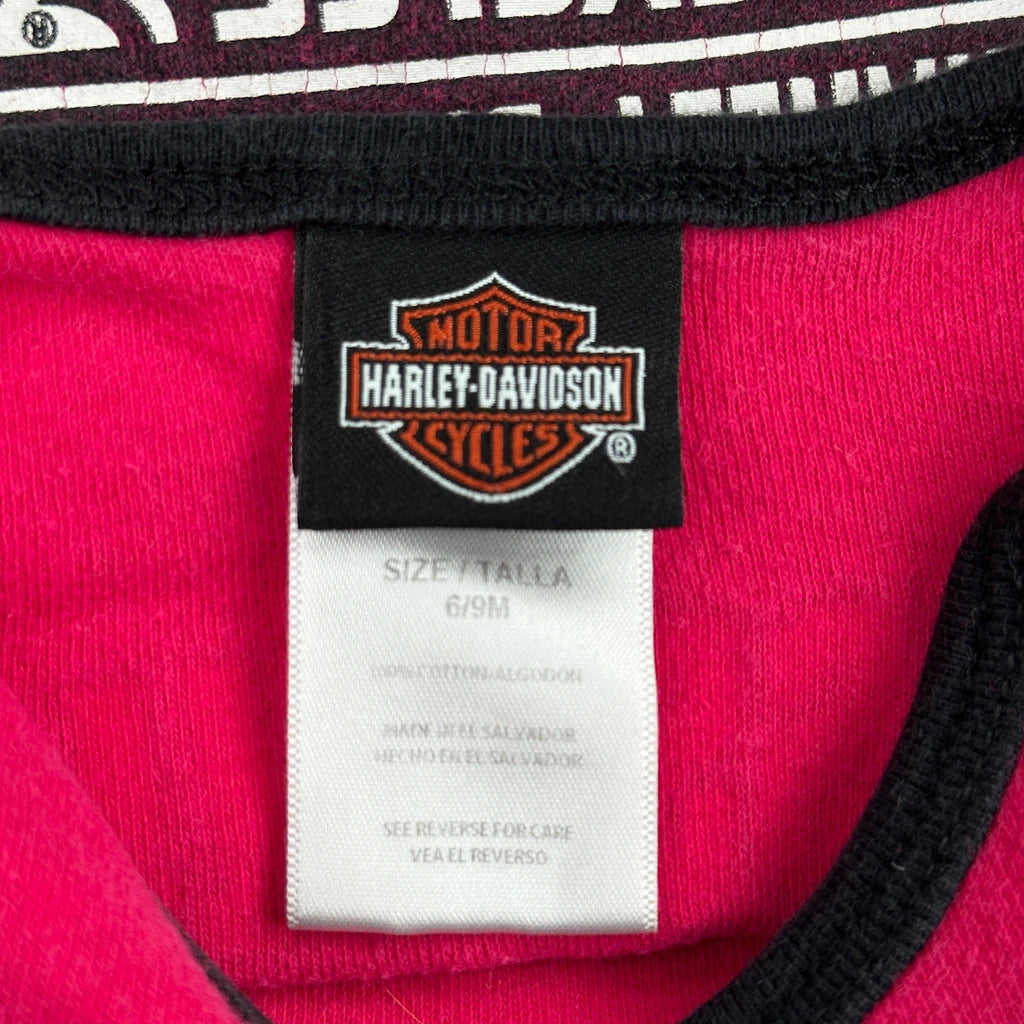 MOTOR
HARLEY-DAVIDSON
CYCLES
®
SIZE / TALLA
6/9M
100% COTTON-ALGODON
MADE IN EL SALVADOR
HECHO EN EL SALVADOR
SEE REVERSE FOR CARE
VEA EL REVERSO